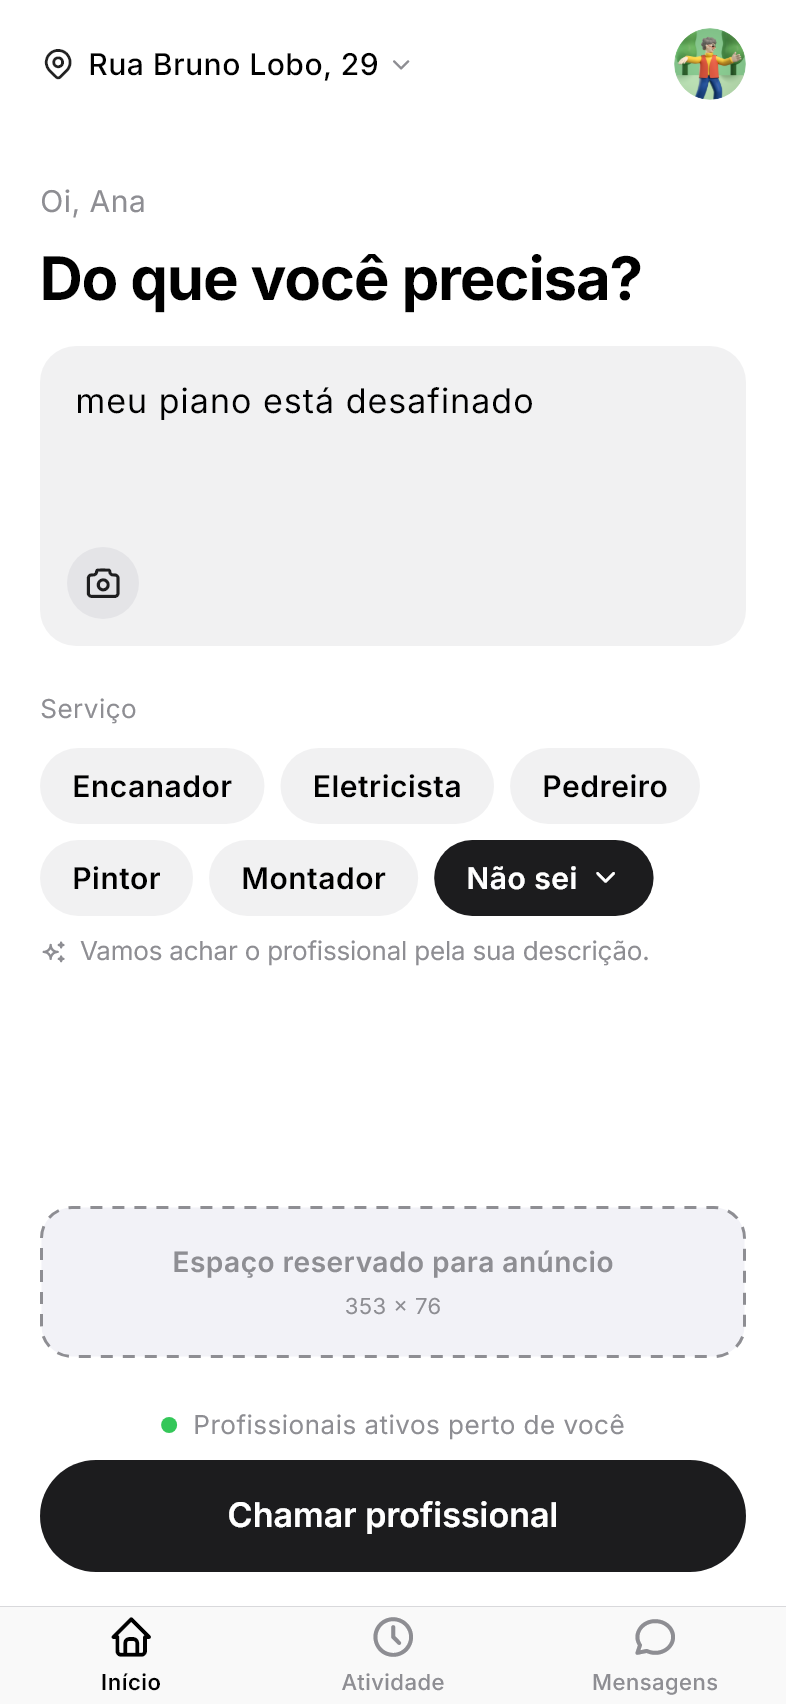 Rua Bruno Lobo, 29
Oi, Ana
Do que você precisa?
meu piano está desafinado
Serviço
Encanador
Eletricista
Pedreiro
Pintor
Montador
Não sei
Vamos achar o profissional pela sua descrição.
Espaço reservado para anúncio
353 × 76
Profissionais ativos perto de você
Chamar profissional
Início
Atividade
Mensagens